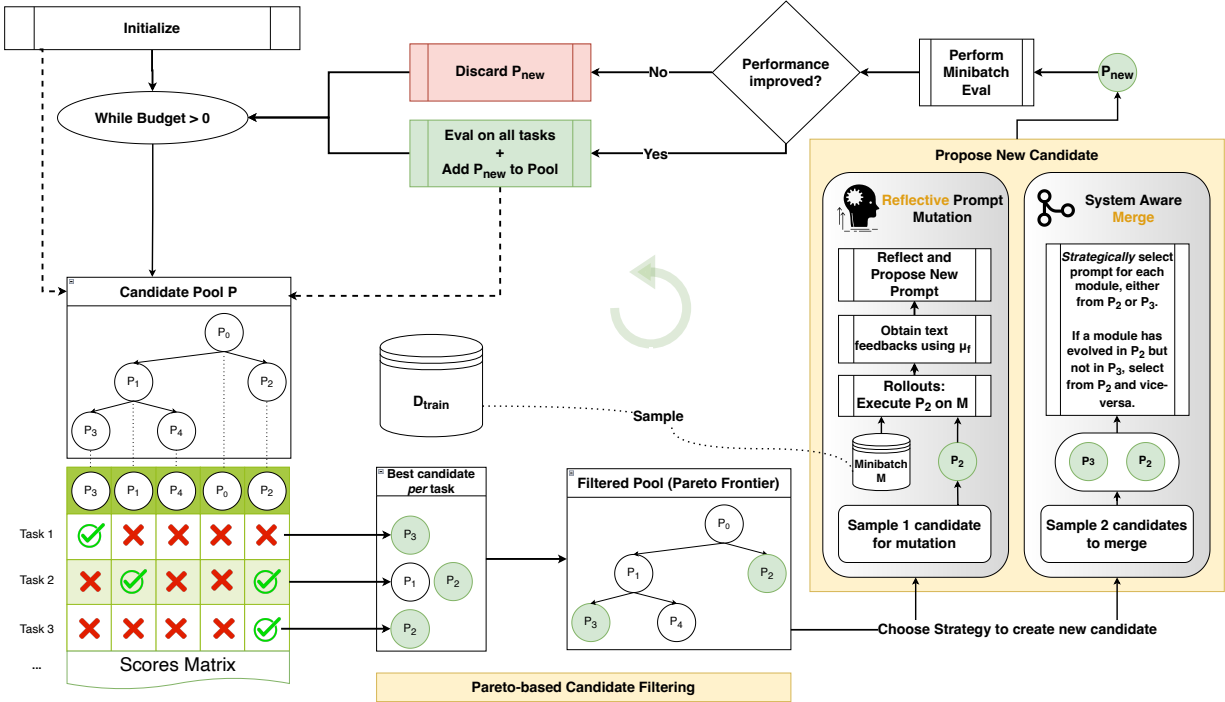 Initialize
While Budget > 0
Discard Pnew
No
Performance
improved?
Perform
Minibatch
Eval
Pnew
Eval on all tasks
+
Add Pnew to Pool
Yes
Propose New Candidate
Reflective Prompt
Mutation
Reflect and
Propose New
Prompt
Obtain text
feedbacks using μf
Rollouts:
Execute P2 on M
Minibatch
M
P2
Sample 1 candidate
for mutation
System Aware
Merge
Strategically select
prompt for each
module, either
from P2 or P3.
If a module has
evolved in P2 but
not in P3, select
from P2 and vice-
versa.
P3
P2
Sample 2 candidates
to merge
Candidate Pool P
P0
P1
P2
P3
P4
Dtrain
Sample
P3
P1
P4
P0
P2
Task 1
Task 2
Task 3
...
Scores Matrix
Best candidate
per task
P3
P1
P2
P2
Filtered Pool (Pareto Frontier)
P0
P1
P2
P3
P4
Choose Strategy to create new candidate
Pareto-based Candidate Filtering